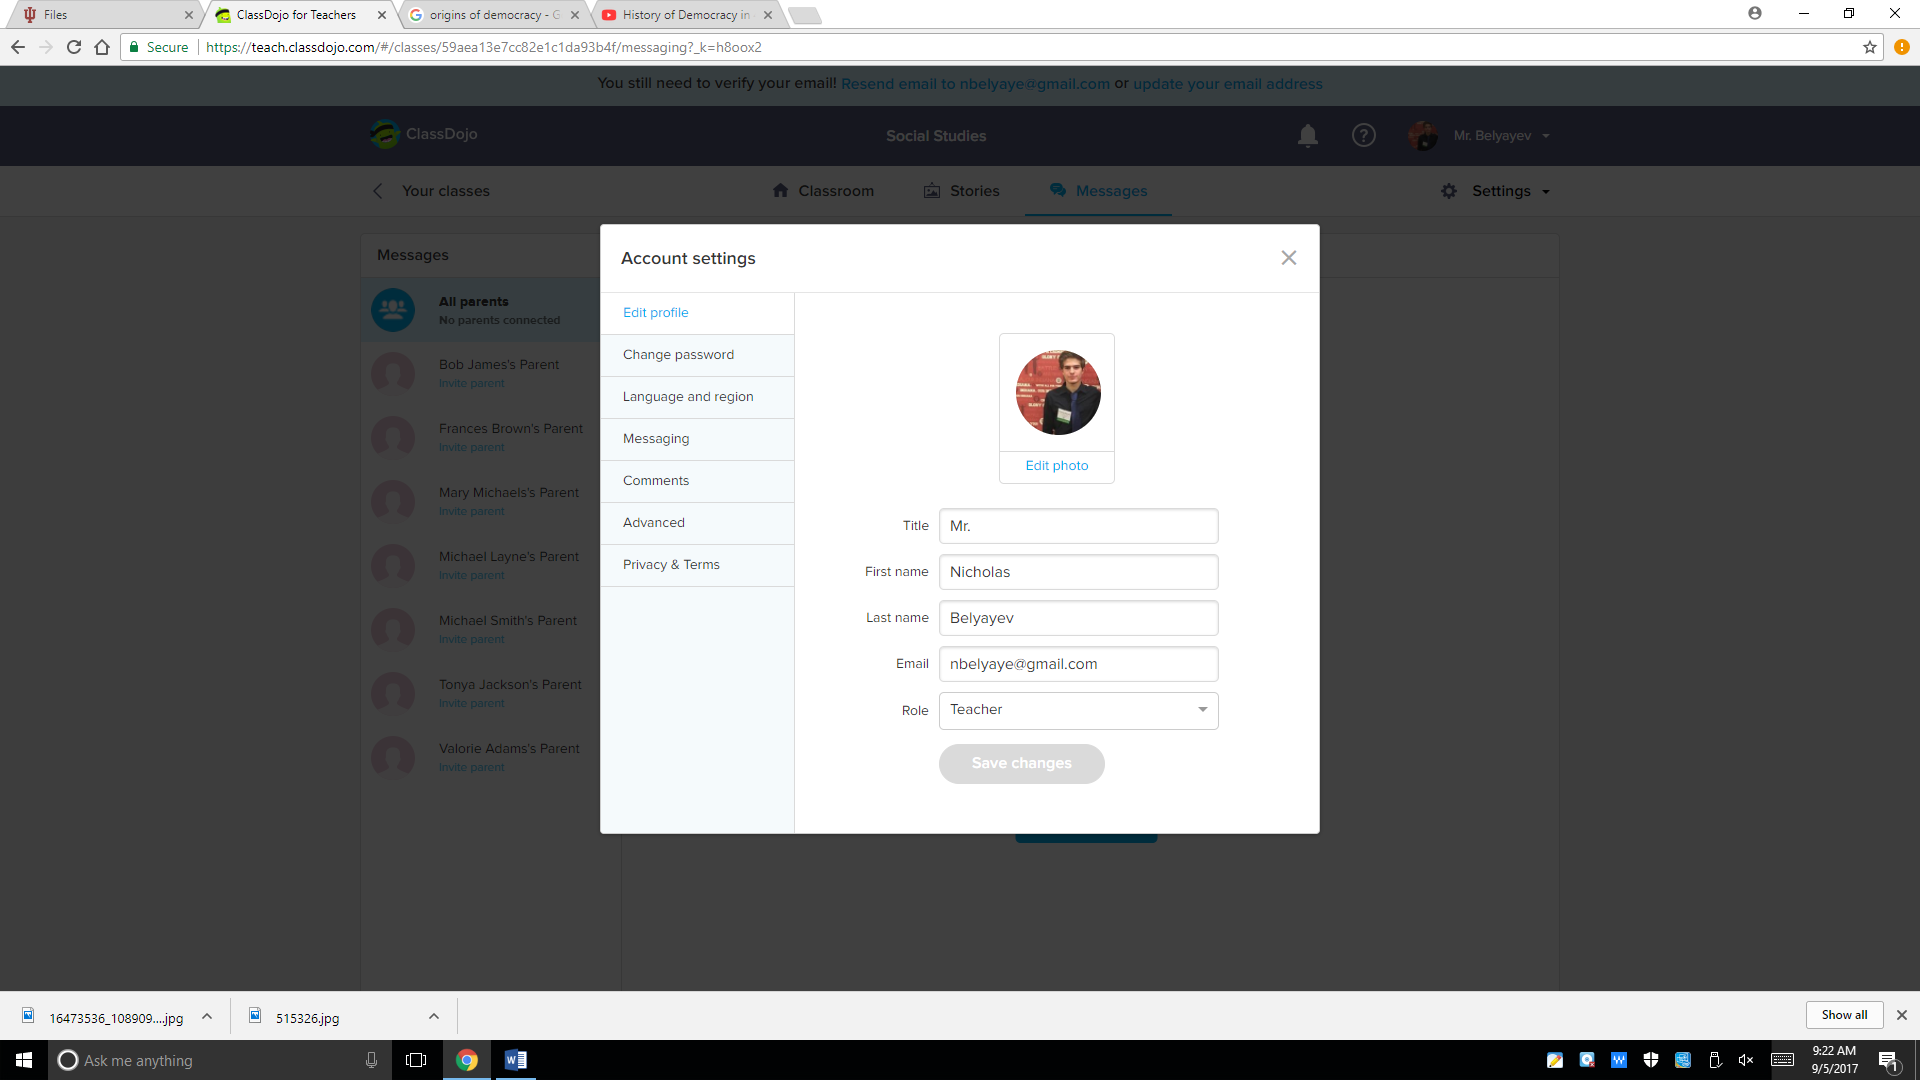 Files
ClassDojo for Teachers
origins of democracy - G
History of Democracy in
Secure
https://teach.classdojo.com/#/classes/59aea13e7cc82e1c1da93b4f/messaging?_k=h8oox2
You still need to verify your email! Resend email to nbelyaye@gmail.com or update your email address
ClassDojo
Social Studies
Mr. Belyayev
Your classes
Classroom
Stories
Messages
Settings
Messages
All parents
No parents connected
Bob James's Parent
Invite parent
Frances Brown's Parent
Invite parent
Mary Michaels's Parent
Invite parent
Michael Layne's Parent
Invite parent
Michael Smith's Parent
Invite parent
Tonya Jackson's Parent
Invite parent
Valorie Adams's Parent
Invite parent
Account settings
Edit profile
Change password
Language and region
Messaging
Comments
Advanced
Privacy & Terms
Edit photo
Title
Mr.
First name
Nicholas
Last name
Belyayev
Email
nbelyaye@gmail.com
Role
Teacher
Save changes
16473536_108909....jpg
515326.jpg
Show all
Ask me anything
9:22 AM
9/5/2017
1